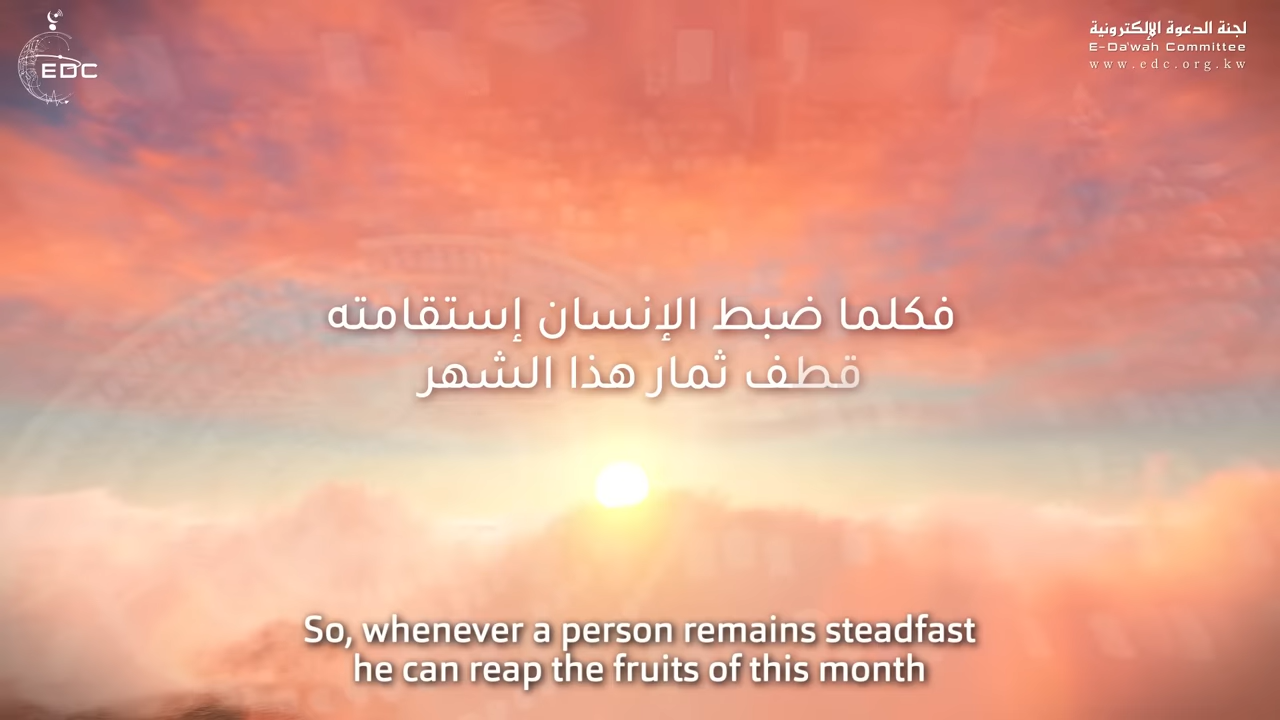 EDC
لجنة الدعوة الإلكترونية
E-Da'wah Committee
www.edc.org.kw
فكلما ضبط الإنسان إستقامته
قطف ثمار هذا الشهر
So, whenever a person remains steadfast
he can reap the fruits of this month